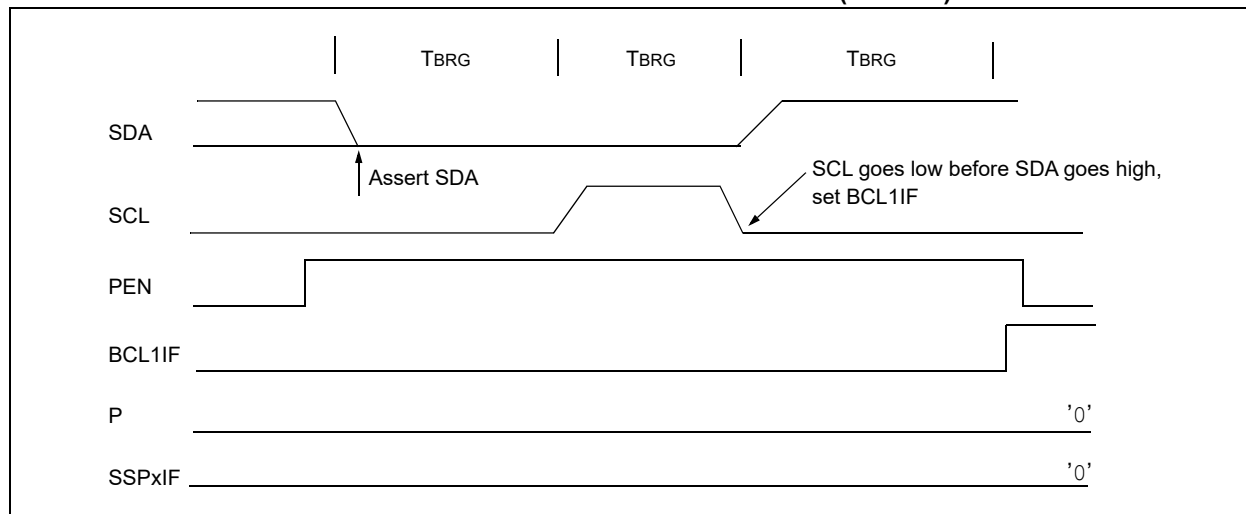 TBRG TBRG TBRG
SDA
Assert SDA
SCL goes low before SDA goes high,
set BCL1IF
SCL
PEN
BCL1IF
P '0'
SSPxIF '0'